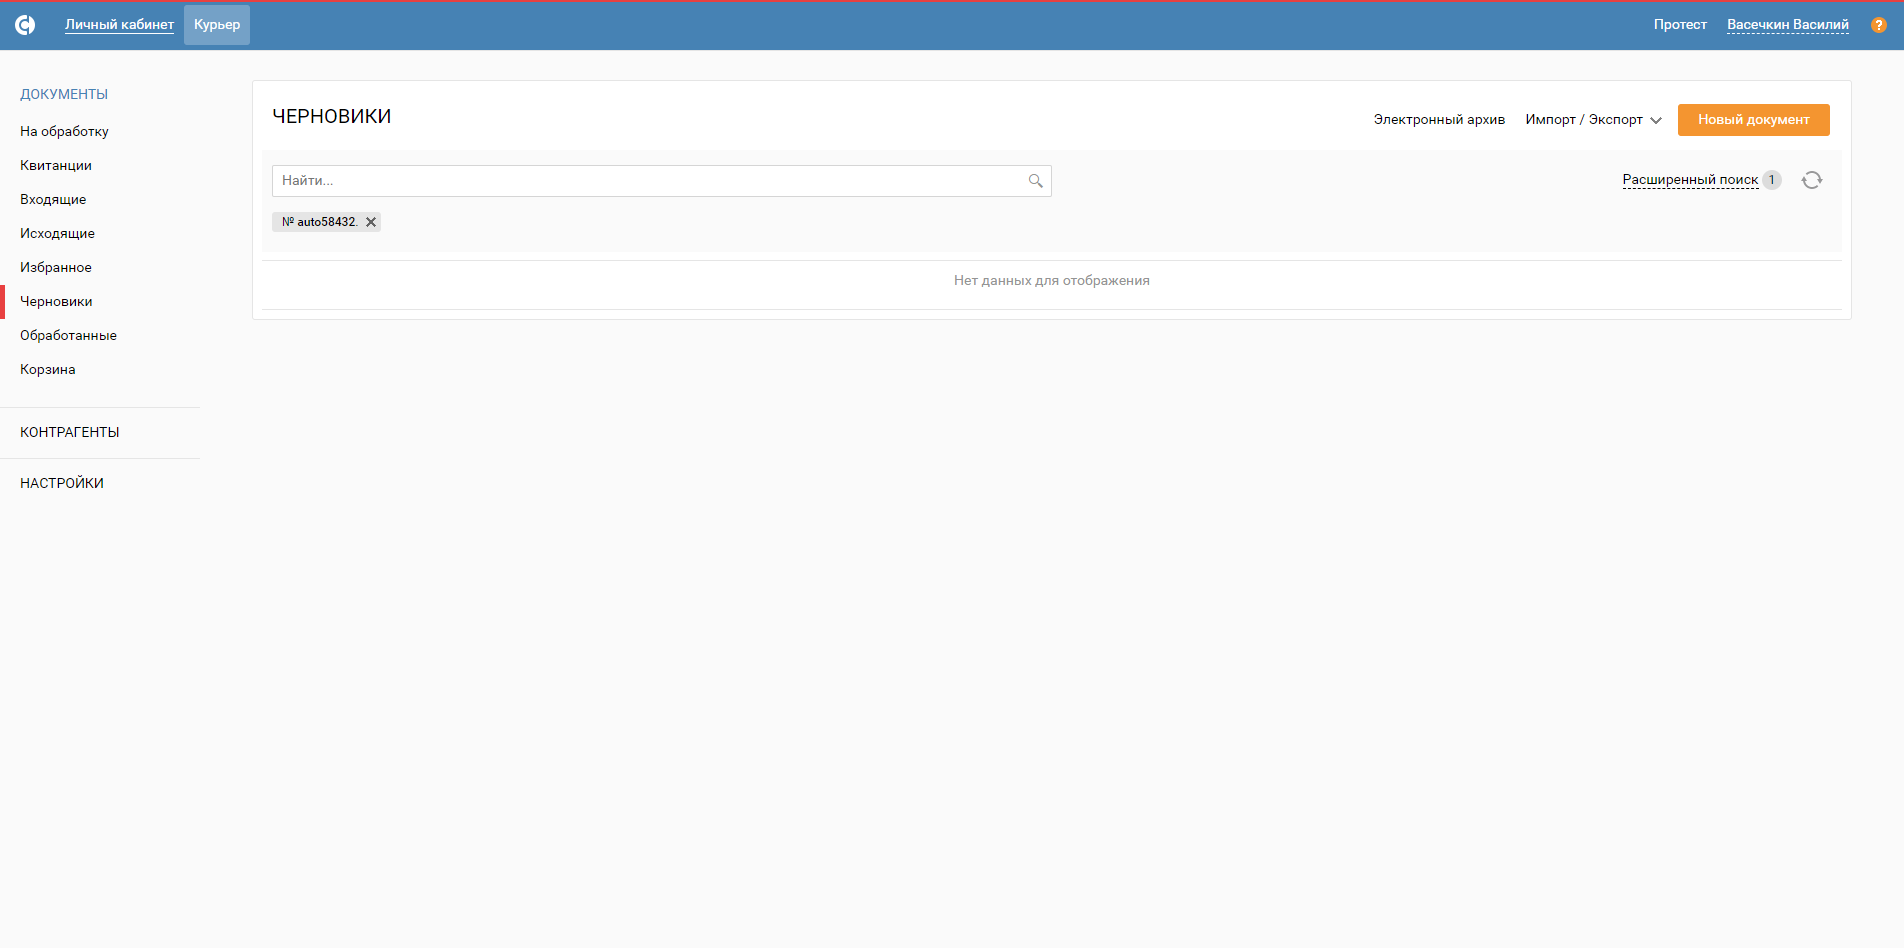 Личный кабинет Курьер Протест Васечкин Василий ?
ДОКУМЕНТЫ
На обработку
Квитанции
Входящие
Исходящие
Избранное
Черновики
Обработанные
Корзина
КОНТРАГЕНТЫ
НАСТРОЙКИ
ЧЕРНОВИКИ
Электронный архив Импорт / Экспорт Новый документ
Найти... Расширенный поиск 1
№ auto58432.
Нет данных для отображения